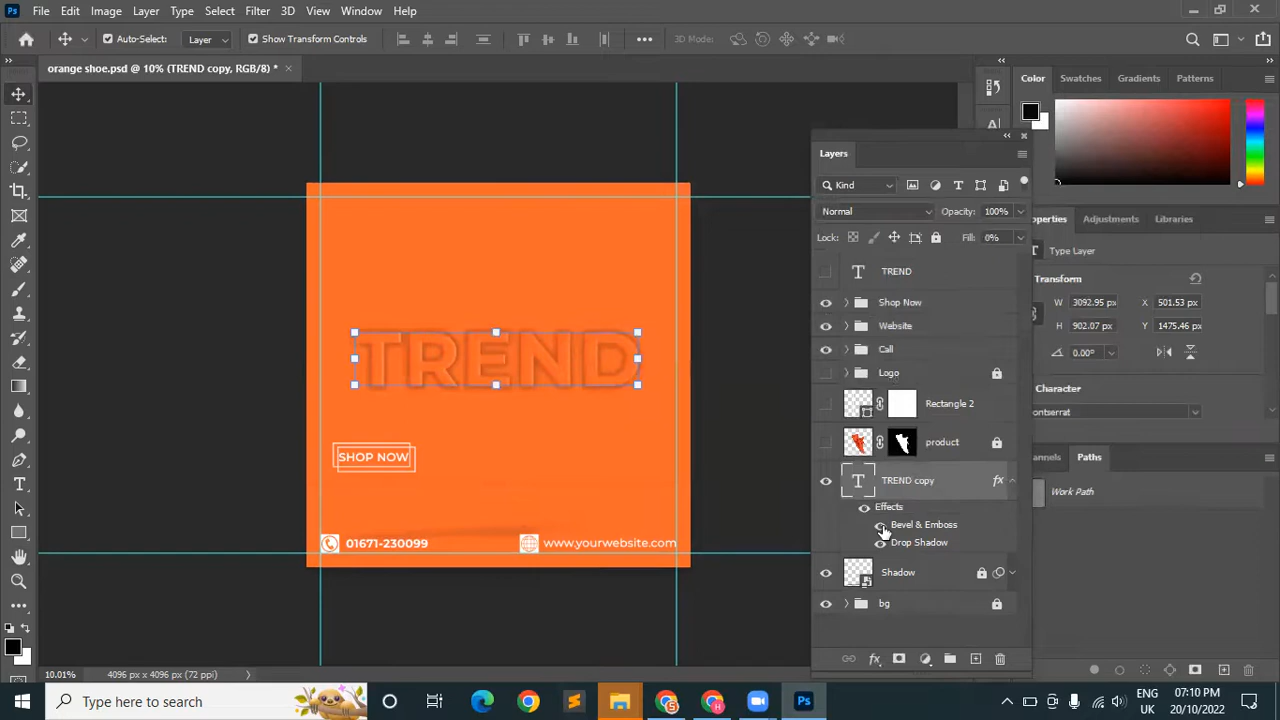 Ps File Edit Image Layer Type Select Filter 3D View Window Help
Auto-Select: Layer Show Transform Controls 3D Mode:
orange shoe.psd @ 10% (TREND copy, RGB/8) *
Color Swatches Gradients Patterns
Layers
Kind
Normal Opacity: 100%
Lock: Fill: 0%
TREND
Shop Now
Website
Call
Logo
Rectangle 2
product
TREND copy fx
Effects
Bevel & Emboss
Drop Shadow
Shadow
bg
fx
roperties Adjustments Libraries
Type Layer
Transform
W 3092.95 px X 501.53 px
H 902.07 px Y 1475.46 px
0.00°
Character
ontserrat
annels Paths
Work Path
TREND
SHOP NOW
01671-230099 www.yourwebsite.com
10.01% 4096 px x 4096 px (72 ppi)
Type here to search
ENG
UK
07:10 PM
20/10/2022